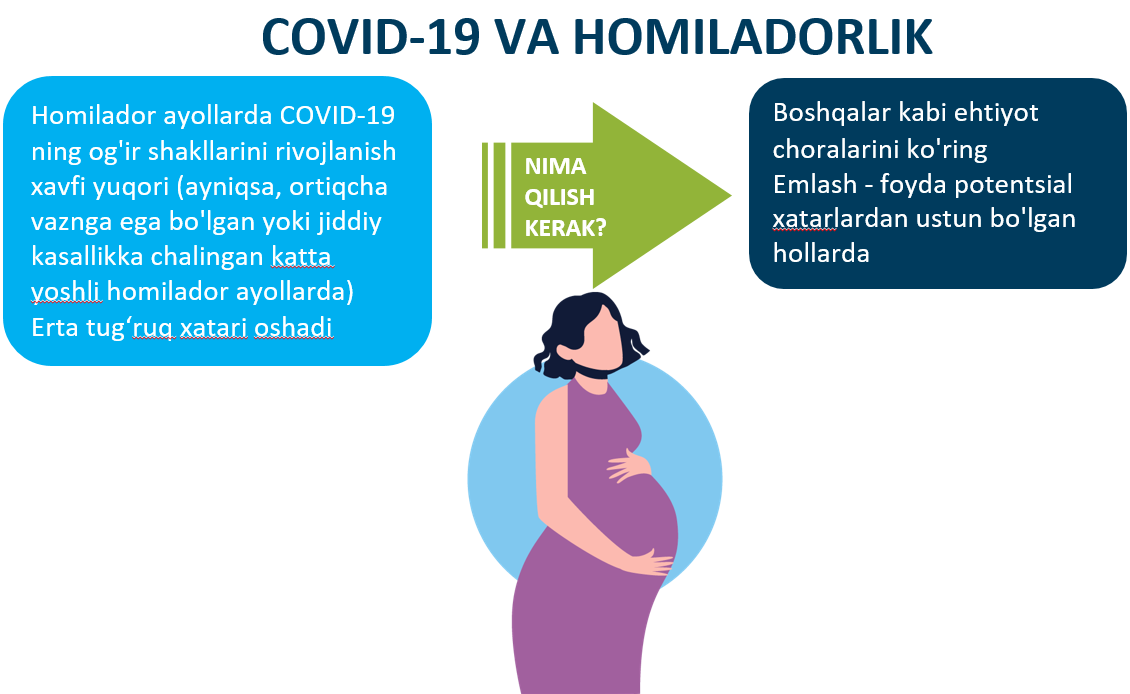 COVID-19 VA HOMILADORLIK
Homilador ayollarda COVID-19
ning og'ir shakllarini rivojlanish
xavfi yuqori (ayniqsa, ortiqcha
vaznga ega bo'lgan yoki jiddiy
kasallikka chalingan katta
yoshli homilador ayollarda)
Erta tug‘ruq xatari oshadi
NIMA
QILISH
KERAK?
Boshqalar kabi ehtiyot
choralarini ko'ring
Emlash - foyda potentsial
xatarlardan ustun bo'lgan
hollarda